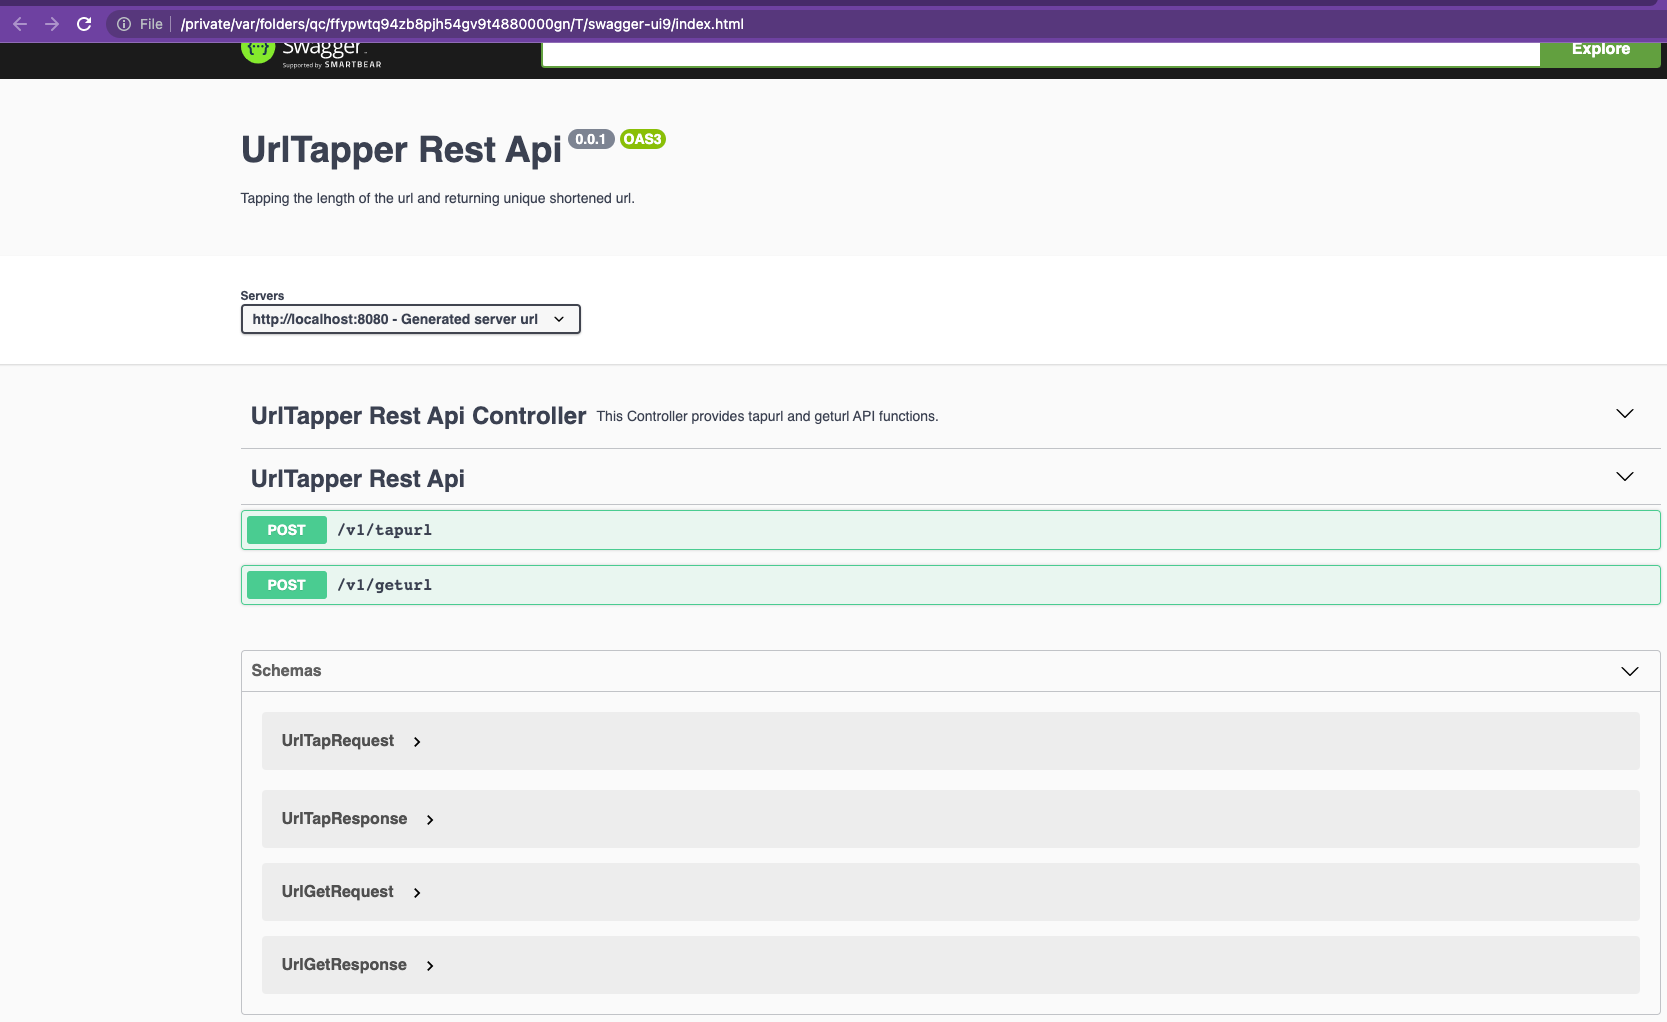 File /private/var/folders/qc/ffypwtq94zb8pjh54gv9t4880000gn/T/swagger-ui9/index.html
Swagger.
Supported by SMARTBEAR
Explore
UrlTapper Rest Api 0.0.1 OAS3
Tapping the length of the url and returning unique shortened url.
Servers
http://localhost:8080 - Generated server url
UrlTapper Rest Api Controller This Controller provides tapurl and geturl API functions.
UrlTapper Rest Api
POST /v1/tapurl
POST /v1/geturl
Schemas
UrlTapRequest
UrlTapResponse
UrlGetRequest
UrlGetResponse